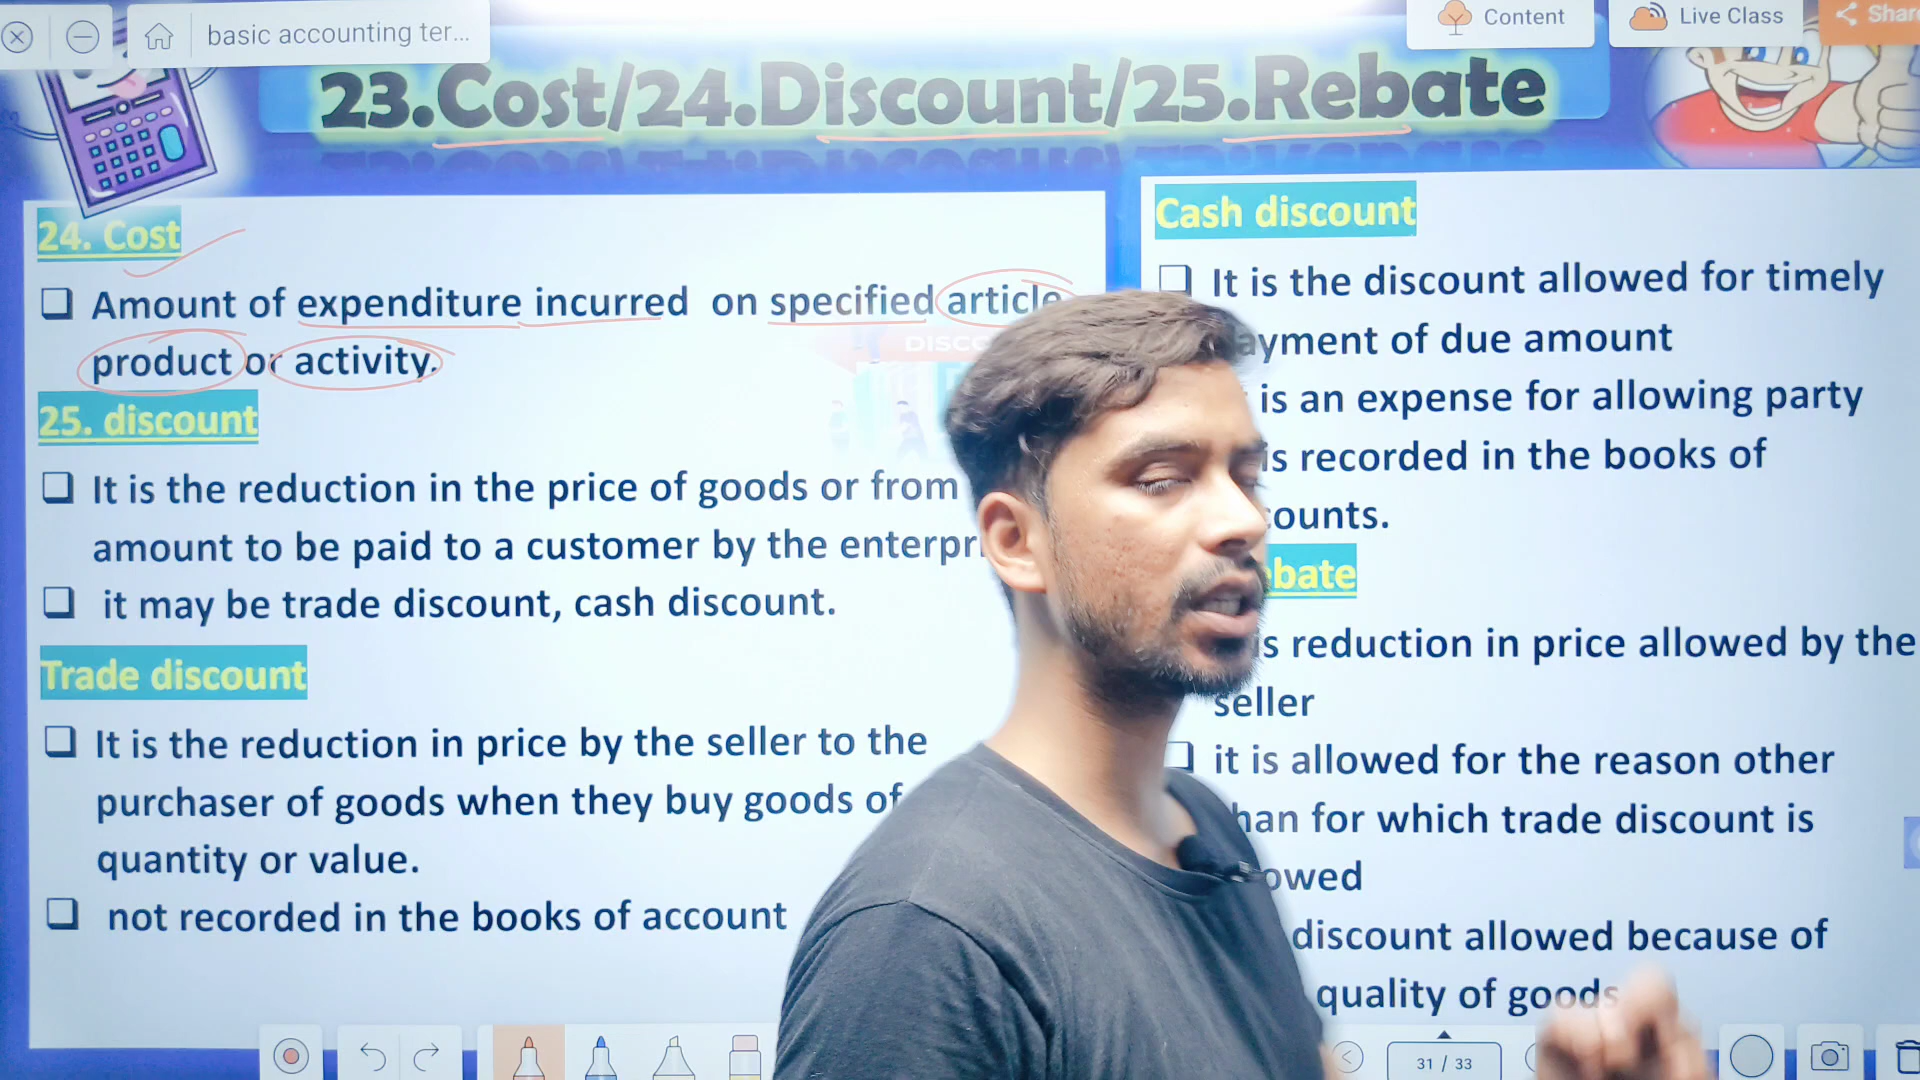 basic accounting ter...
Content
Live Class
Share
23.Cost/24.Discount/25.Rebate
24. Cost
Amount of expenditure incurred on specified article
product or activity.
25. discount
It is the reduction in the price of goods or from
amount to be paid to a customer by the enterpri
it may be trade discount, cash discount.
Trade discount
It is the reduction in price by the seller to the
purchaser of goods when they buy goods of
quantity or value.
not recorded in the books of account
Cash discount
It is the discount allowed for timely
ayment of due amount
is an expense for allowing party
is recorded in the books of
counts.
ebate
is reduction in price allowed by the
seller
it is allowed for the reason other
han for which trade discount is
owed
discount allowed because of
quality of goods
31 / 33